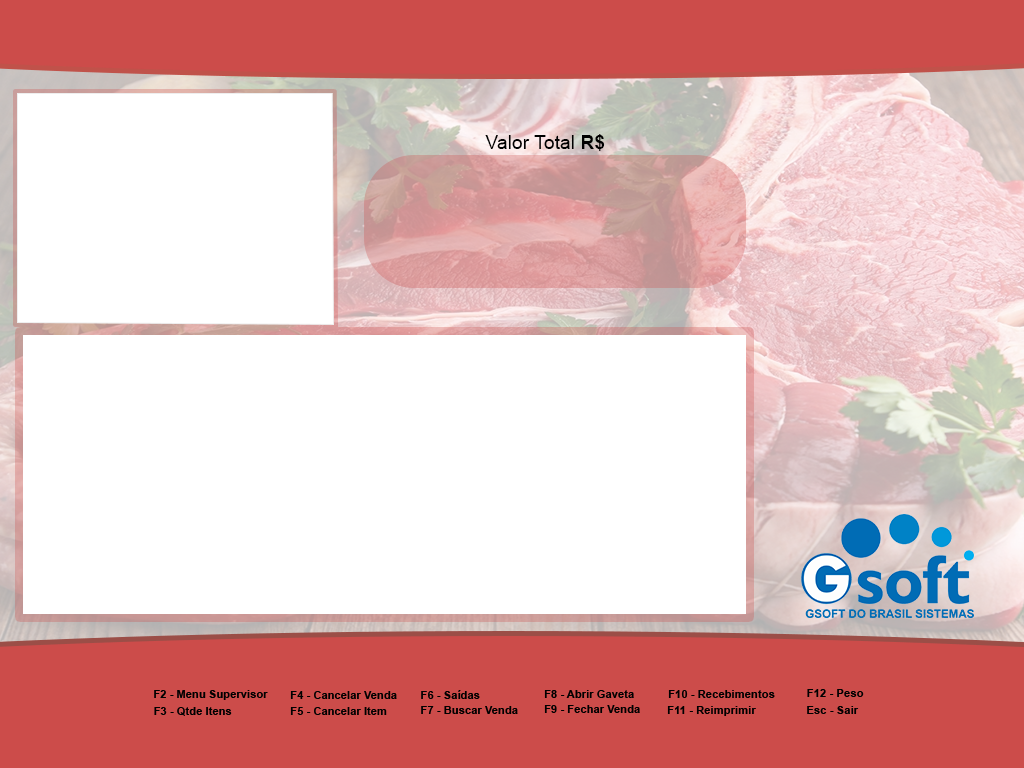 Valor Total R$
Gsoft
GSOFT DO BRASIL SISTEMAS
F2 - Menu Supervisor F4 - Cancelar Venda F6 - Saídas F8 - Abrir Gaveta F10 - Recebimentos F12 - Peso
F3 - Qtde Itens F5 - Cancelar Item F7 - Buscar Venda F9 - Fechar Venda F11 - Reimprimir Esc - Sair